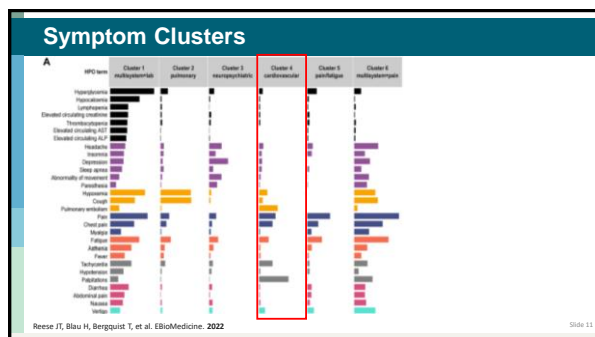 Symptom Clusters
A
HPO term
Cluster 1 multisystem+lab
Cluster 2 pulmonary
Cluster 3 neuropsychiatric
Cluster 4 cardiovascular
Cluster 5 pain/fatigue
Cluster 6 multisystem+pain
Hyperglycemia
Hypocalcemia
Lymphopenia
Elevated circulating creatinine
Thrombocytopenia
Elevated circulating AST
Elevated circulating ALP
Headache
Insomnia
Depression
Sleep apnea
Abnormality of movement
Paresthesia
Hypoxemia
Cough
Pulmonary embolism
Pain
Chest pain
Myalgia
Fatigue
Asthenia
Fever
Tachycardia
Hypotension
Palpitations
Diarrhea
Abdominal pain
Nausea
Vertigo
Reese JT, Blau H, Bergquist T, et al. EBioMedicine. 2022
Slide 11